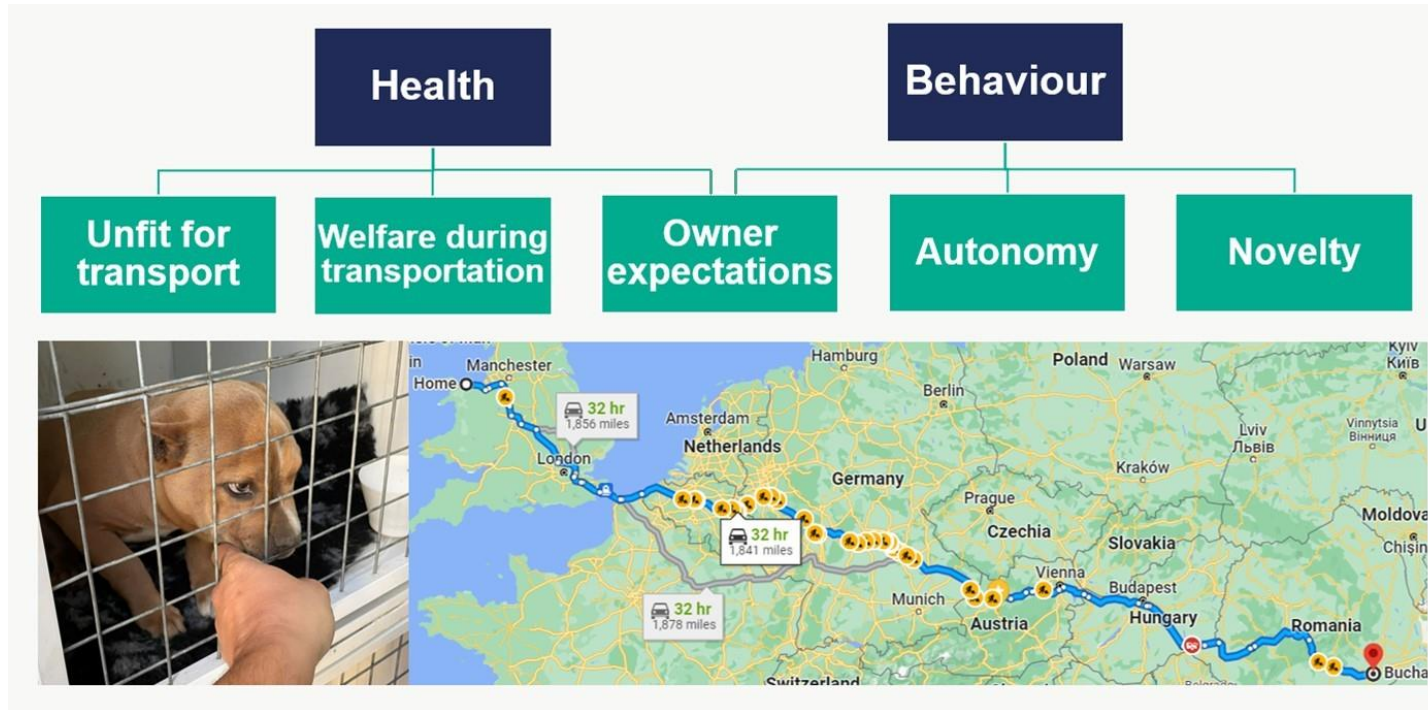 Health
Behaviour
Unfit for
transport
Welfare during
transportation
Owner
expectations
Autonomy
Novelty
in
Manchester
Home
32 hr
1,856 miles
London
Amsterdam
Netherlands
Hamburg
Berlin
Poland
Warsaw
Germany
32 hr
1,841 miles
32 hr
1,878 miles
Prague
Czechia
Kraków
Lviv
Львів
Kyiv
Київ
Vinnytsia
Вінниця
U
Slovakia
Moldova
Chișin
Vienna
Budapest
Hungary
Munich
Austria
Romania
Bucha
Switzerland
Belgrade